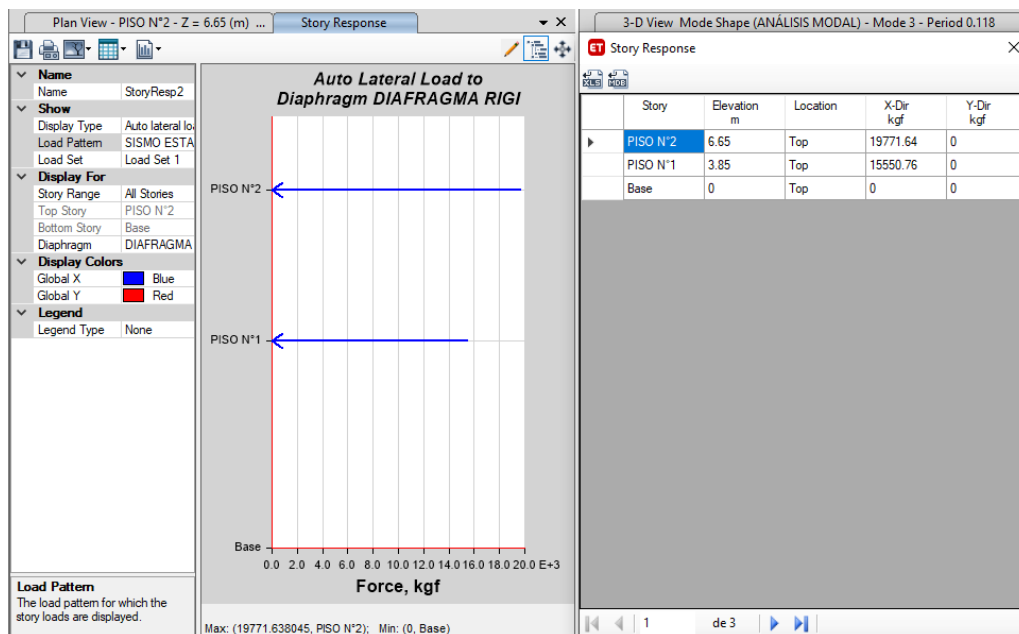 Plan View - PISO N°2 - Z = 6.65 (m) ...
Story Response
Name
Name StoryResp2
Show
Display Type Auto lateral lo
Load Pattern SISMO ESTA
Load Set Load Set 1
Display For
Story Range All Stories
Top Story PISO N°2
Bottom Story Base
Diaphragm DIAFRAGMA
Display Colors
Global X Blue
Global Y Red
Legend
Legend Type None
Load Pattern
The load pattern for which the
story loads are displayed.
Auto Lateral Load to
Diaphragm DIAFRAGMA RIGI
PISO N°2
PISO N°1
Base
0.0 2.0 4.0 6.0 8.0 10.0 12.0 14.0 16.0 18.0 20.0 E+3
Force, kgf
Max: (19771.638045, PISO N°2); Min: (0, Base)
3-D View Mode Shape (ANÁLISIS MODAL) - Mode 3 - Period 0.118
ET Story Response
XLS MDB
Story Elevation Location X-Dir Y-Dir
m kgf kgf
PISO N°2 6.65 Top 19771.64 0
PISO N°1 3.85 Top 15550.76 0
Base 0 Top 0 0
1 de 3